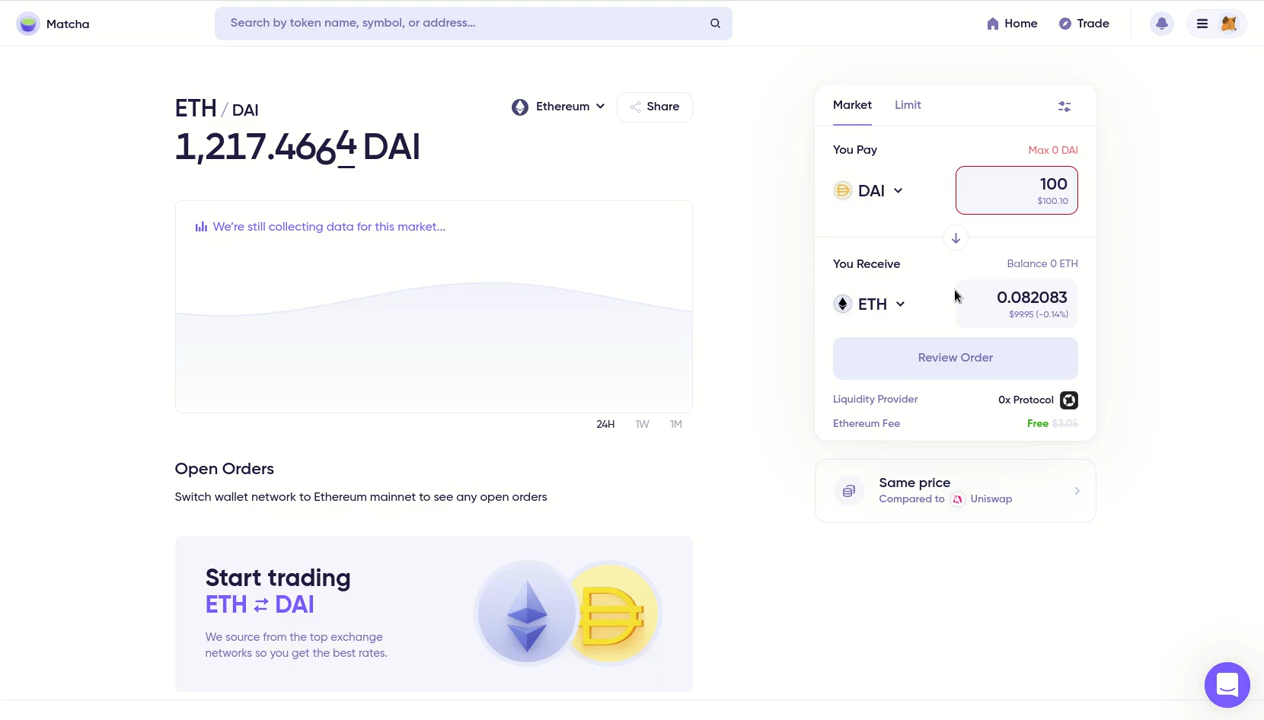 Matcha
Search by token name, symbol, or address...
Home
Trade
ETH / DAI
Ethereum
Share
1,217.4664 DAI
We're still collecting data for this market...
24H
1W
1M
Open Orders
Switch wallet network to Ethereum mainnet to see any open orders
Start trading
ETH ⇄ DAI
We source from the top exchange
networks so you get the best rates.
Market
Limit
You Pay
Max 0 DAI
DAI
100
$100.10
You Receive
Balance 0 ETH
ETH
0.082083
$99.95 (-0.14%)
Review Order
Liquidity Provider
0x Protocol
Ethereum Fee
Free $3.05
Same price
Compared to Uniswap